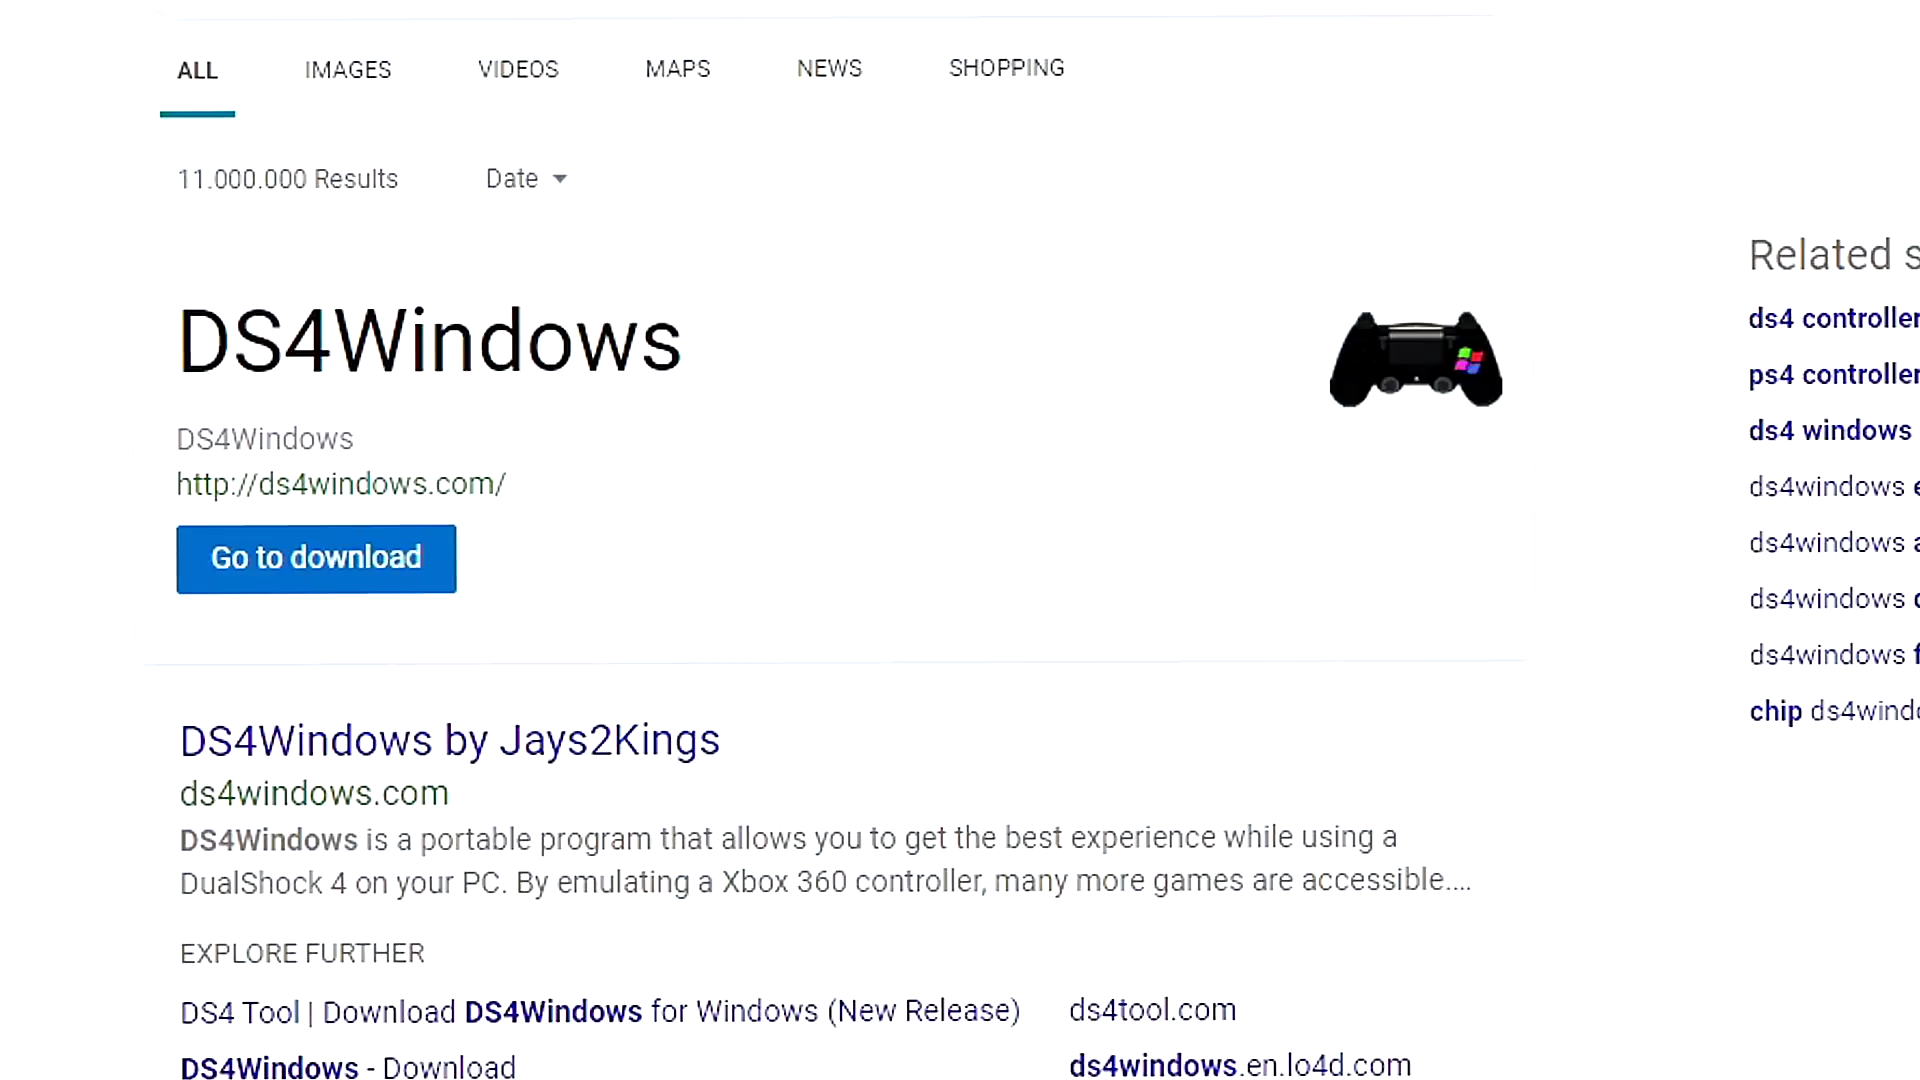 ALL IMAGES VIDEOS MAPS NEWS SHOPPING
11.000.000 Results Date
DS4Windows
DS4Windows
http://ds4windows.com/
Go to download
DS4Windows by Jays2Kings
ds4windows.com
DS4Windows is a portable program that allows you to get the best experience while using a
DualShock 4 on your PC. By emulating a Xbox 360 controller, many more games are accessible....
EXPLORE FURTHER
DS4 Tool | Download DS4Windows for Windows (New Release) ds4tool.com
DS4Windows - Download ds4windows.en.lo4d.com
Related
ds4 controller
ps4 controller
ds4 windows
ds4windows
ds4windows
ds4windows
ds4windows
chip